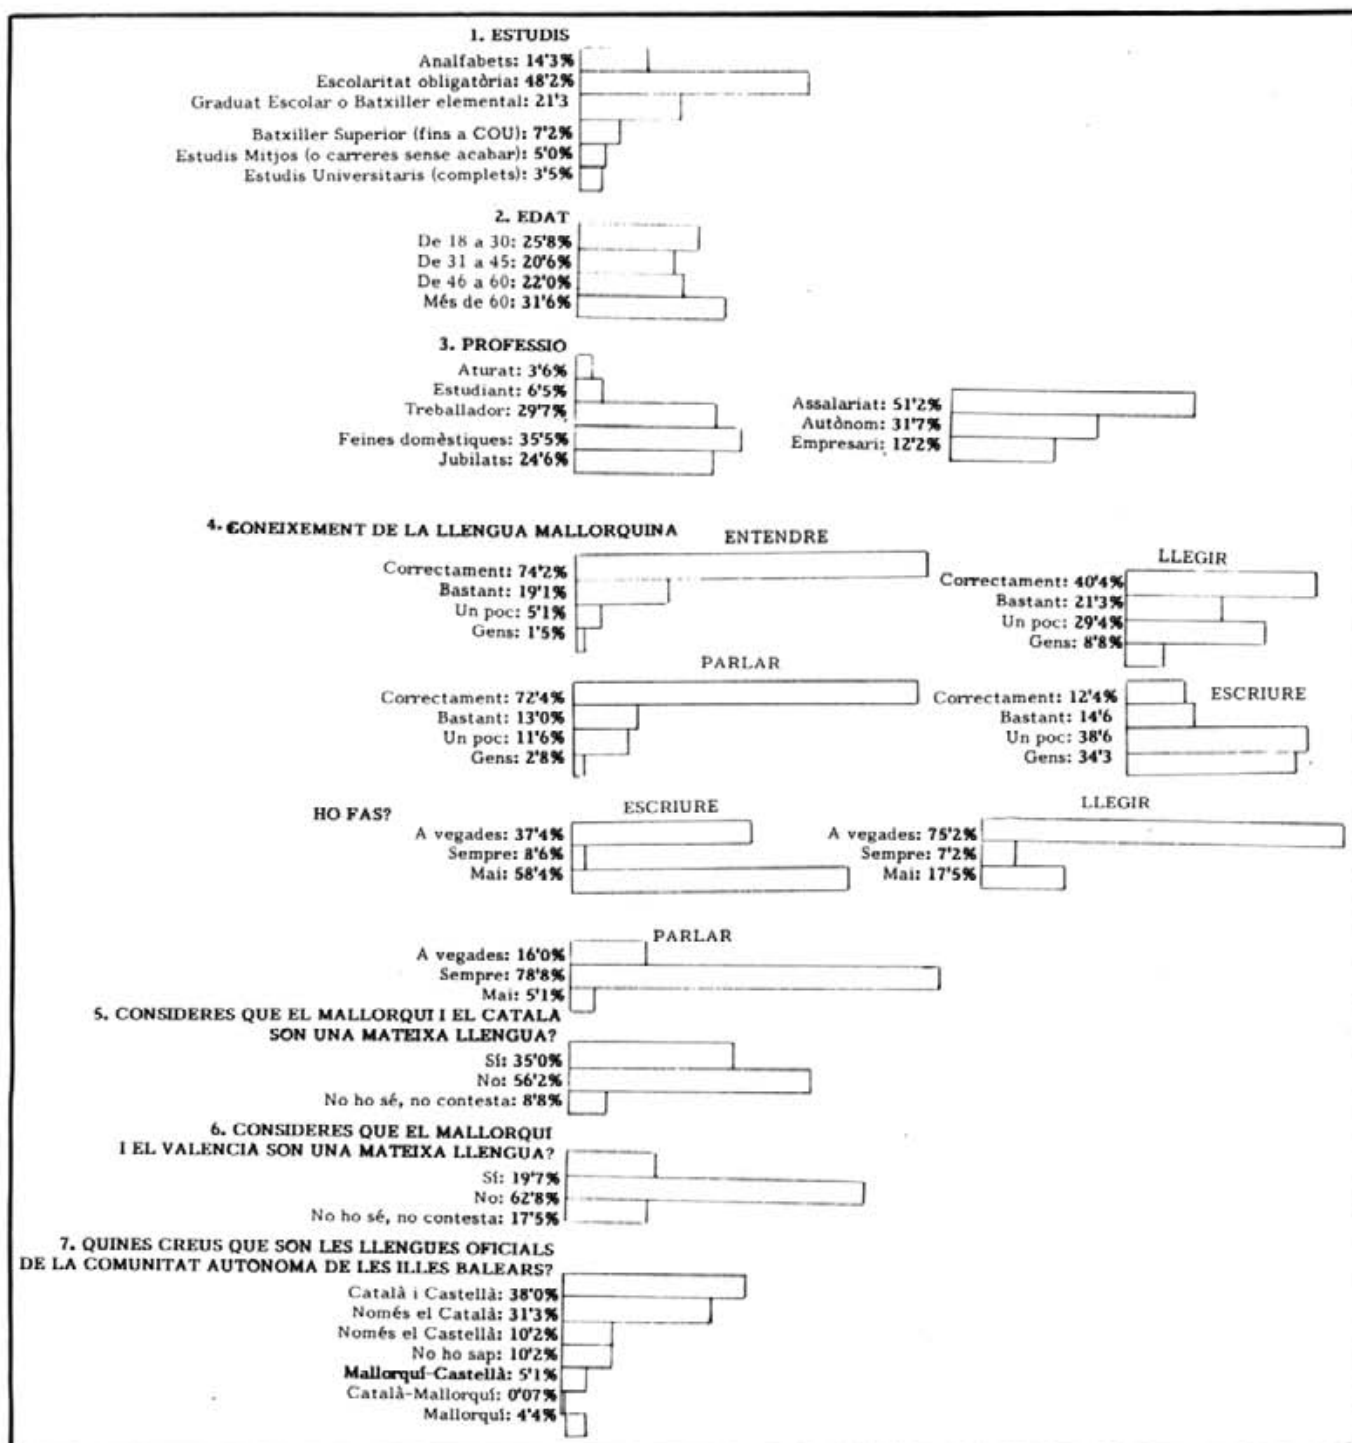 1. ESTUDIS
Analfabets: 14'3%
Escolaritat obligatòria: 48'2%
Graduat Escolar o Batxiller elemental: 21'3
Batxiller Superior (fins a COU): 7'2%
Estudis Mitjos (o carreres sense acabar): 5'0%
Estudis Universitaris (complets): 3'5%
2. EDAT
De 18 a 30: 25'8%
De 31 a 45: 20'6%
De 46 a 60: 22'0%
Més de 60: 31'6%
3. PROFESSIO
Aturat: 3'6%
Estudiant: 6'5%
Treballador: 29'7%
Feines domèstiques: 35'5%
Jubilats: 24'6%
Assalariat: 51'2%
Autònom: 31'7%
Empresari: 12'2%
4. CONEIXEMENT DE LA LLENGUA MALLORQUINA
ENTENDRE
Correctament: 74'2%
Bastant: 19'1%
Un poc: 5'1%
Gens: 1'5%
LLEGIR
Correctament: 40'4%
Bastant: 21'3%
Un poc: 29'4%
Gens: 8'8%
PARLAR
Correctament: 72'4%
Bastant: 13'0%
Un poc: 11'6%
Gens: 2'8%
ESCRIURE
Correctament: 12'4%
Bastant: 14'6
Un poc: 38'6
Gens: 34'3
HO FAS?
ESCRIURE
A vegades: 37'4%
Sempre: 8'6%
Mai: 58'4%
LLEGIR
A vegades: 75'2%
Sempre: 7'2%
Mai: 17'5%
PARLAR
A vegades: 16'0%
Sempre: 78'8%
Mai: 5'1%
5. CONSIDERES QUE EL MALLORQUI I EL CATALA
SON UNA MATEIXA LLENGUA?
Sí: 35'0%
No: 56'2%
No ho sé, no contesta: 8'8%
6. CONSIDERES QUE EL MALLORQUI
I EL VALENCIA SON UNA MATEIXA LLENGUA?
Sí: 19'7%
No: 62'8%
No ho sé, no contesta: 17'5%
7. QUINES CREUS QUE SON LES LLENGUES OFICIALS
DE LA COMUNITAT AUTONOMA DE LES ILLES BALEARS?
Català i Castellà: 38'0%
Només el Català: 31'3%
Només el Castellà: 10'2%
No ho sap: 10'2%
Mallorquí-Castellà: 5'1%
Català-Mallorquí: 0'07%
Mallorquí: 4'4%